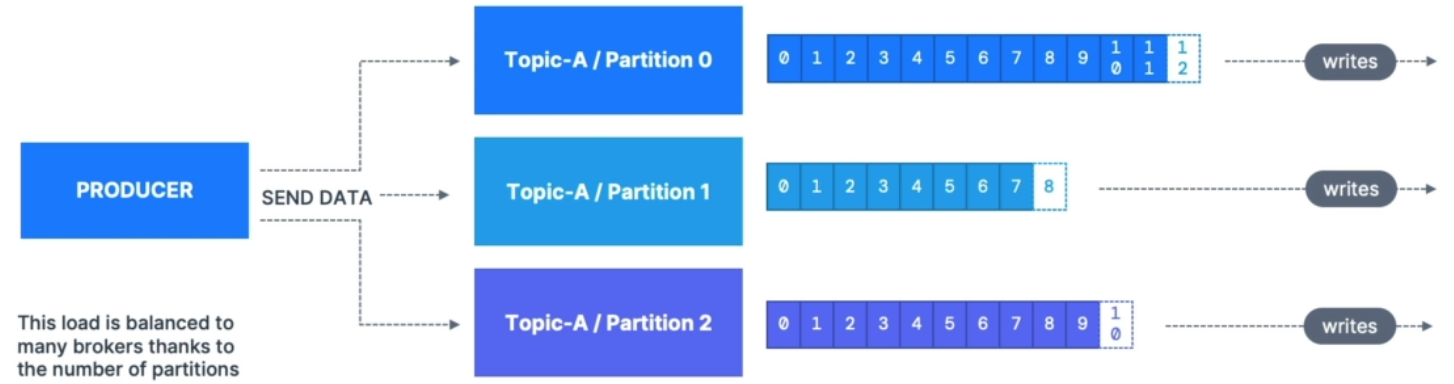 Topic-A / Partition 0
0 1 2 3 4 5 6 7 8 9 10 11 12
writes
PRODUCER
SEND DATA
Topic-A / Partition 1
0 1 2 3 4 5 6 7 8
writes
Topic-A / Partition 2
0 1 2 3 4 5 6 7 8 9 10
writes
This load is balanced to
many brokers thanks to
the number of partitions